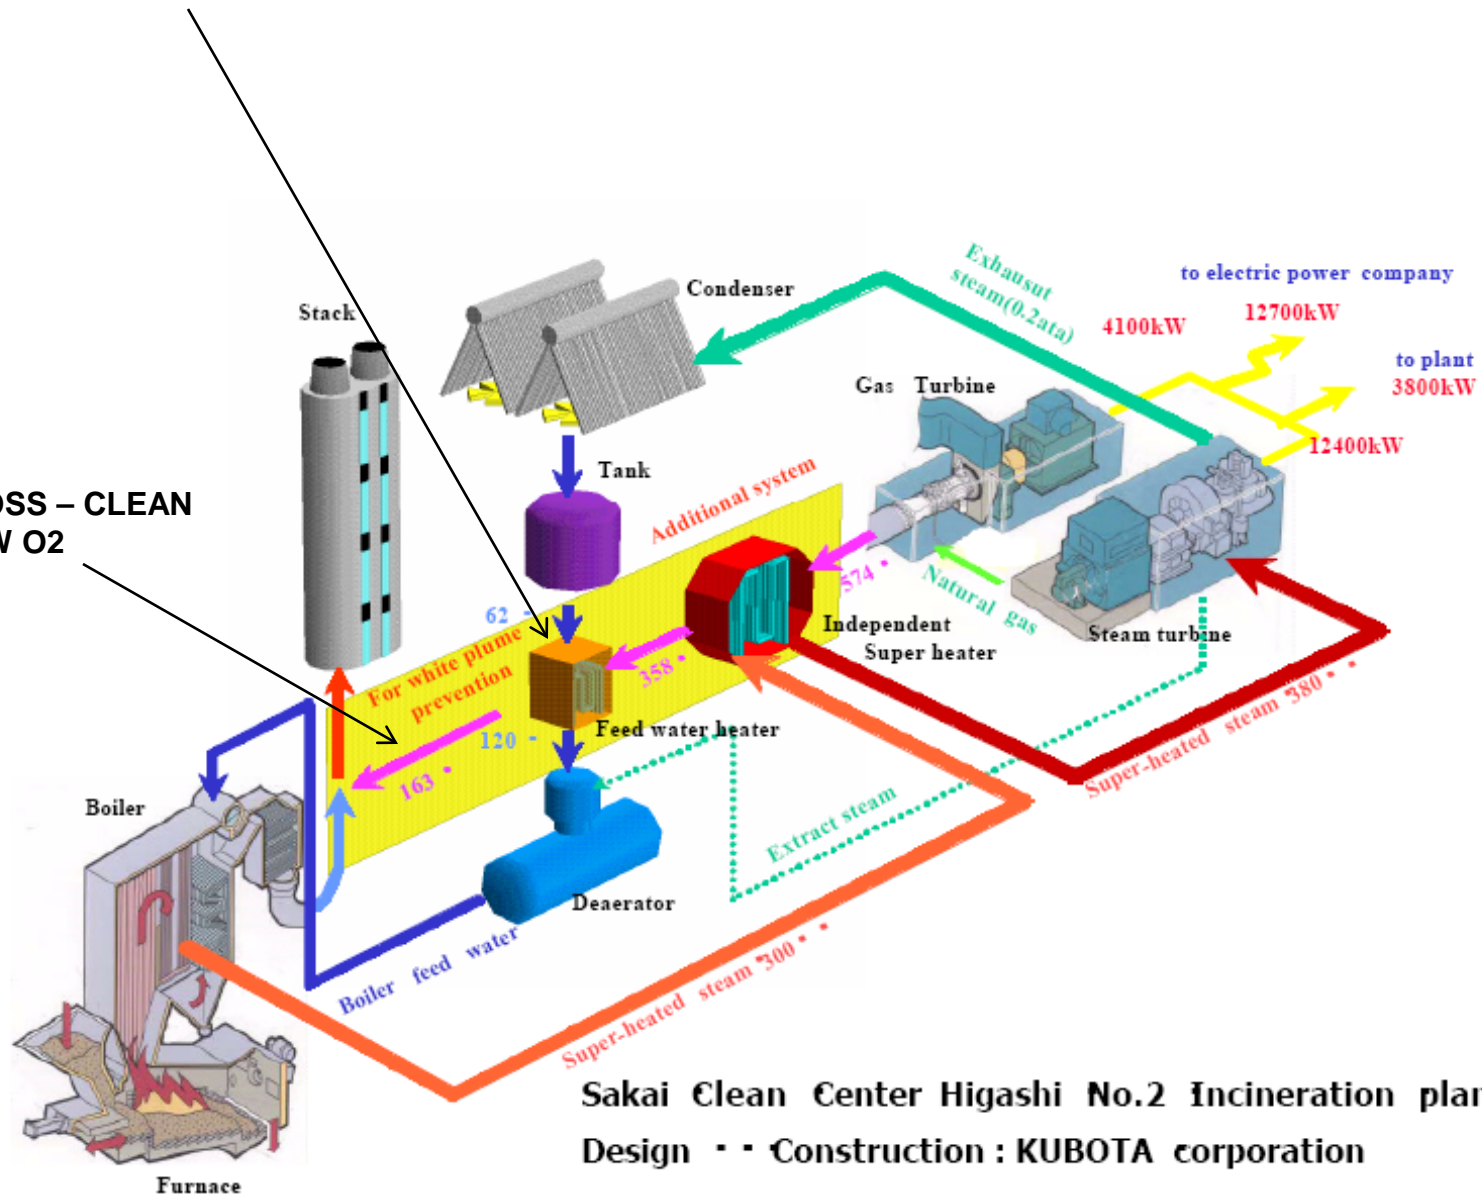 Exhausut
steam(0.2ata)
to electric power company
12700kW
4100kW
to plant
3800kW
12400kW
Condenser
Stack
Gas Turbine
Tank
Additional system
OSS – CLEAN
W O2
574
Natural gas
62
Independent
Super heater
Steam turbine
For white plume
prevention
358
Feed water heater
120
163
Super-heated steam 380
Boiler
Extract steam
Deaerator
Boiler feed water
Super-heated steam 300
Sakai Clean Center Higashi No.2 Incineration plan
Design ・・Construction : KUBOTA corporation
Furnace